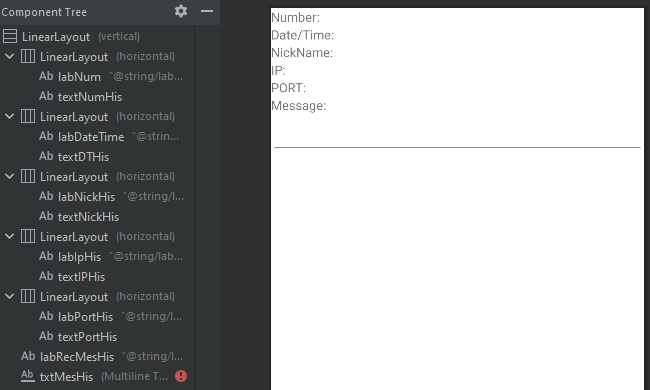 Component Tree
LinearLayout (vertical)
LinearLayout (horizontal)
Ab labNum "@string/lab...
Ab textNumHis
LinearLayout (horizontal)
Ab labDateTime "@strin...
Ab textDTHis
LinearLayout (horizontal)
Ab labNickHis "@string/l...
Ab textNickHis
LinearLayout (horizontal)
Ab labIpHis "@string/lab...
Ab textIPHis
LinearLayout (horizontal)
Ab labPortHis "@string/l...
Ab textPortHis
Ab labRecMesHis "@string/l...
Ab txtMesHis (Multiline T...
Number:
Date/Time:
NickName:
IP:
PORT:
Message: